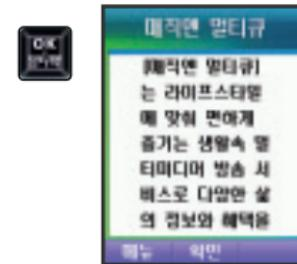 OK
매직엔 멀티큐
[매직엔 멀티큐]
는 라이프스타일
에 맞춰 편하게
즐기는 생활속 멀
티미디어 방송 서
비스로 다양한 삶
의 정보와 혜택을
메뉴 확인